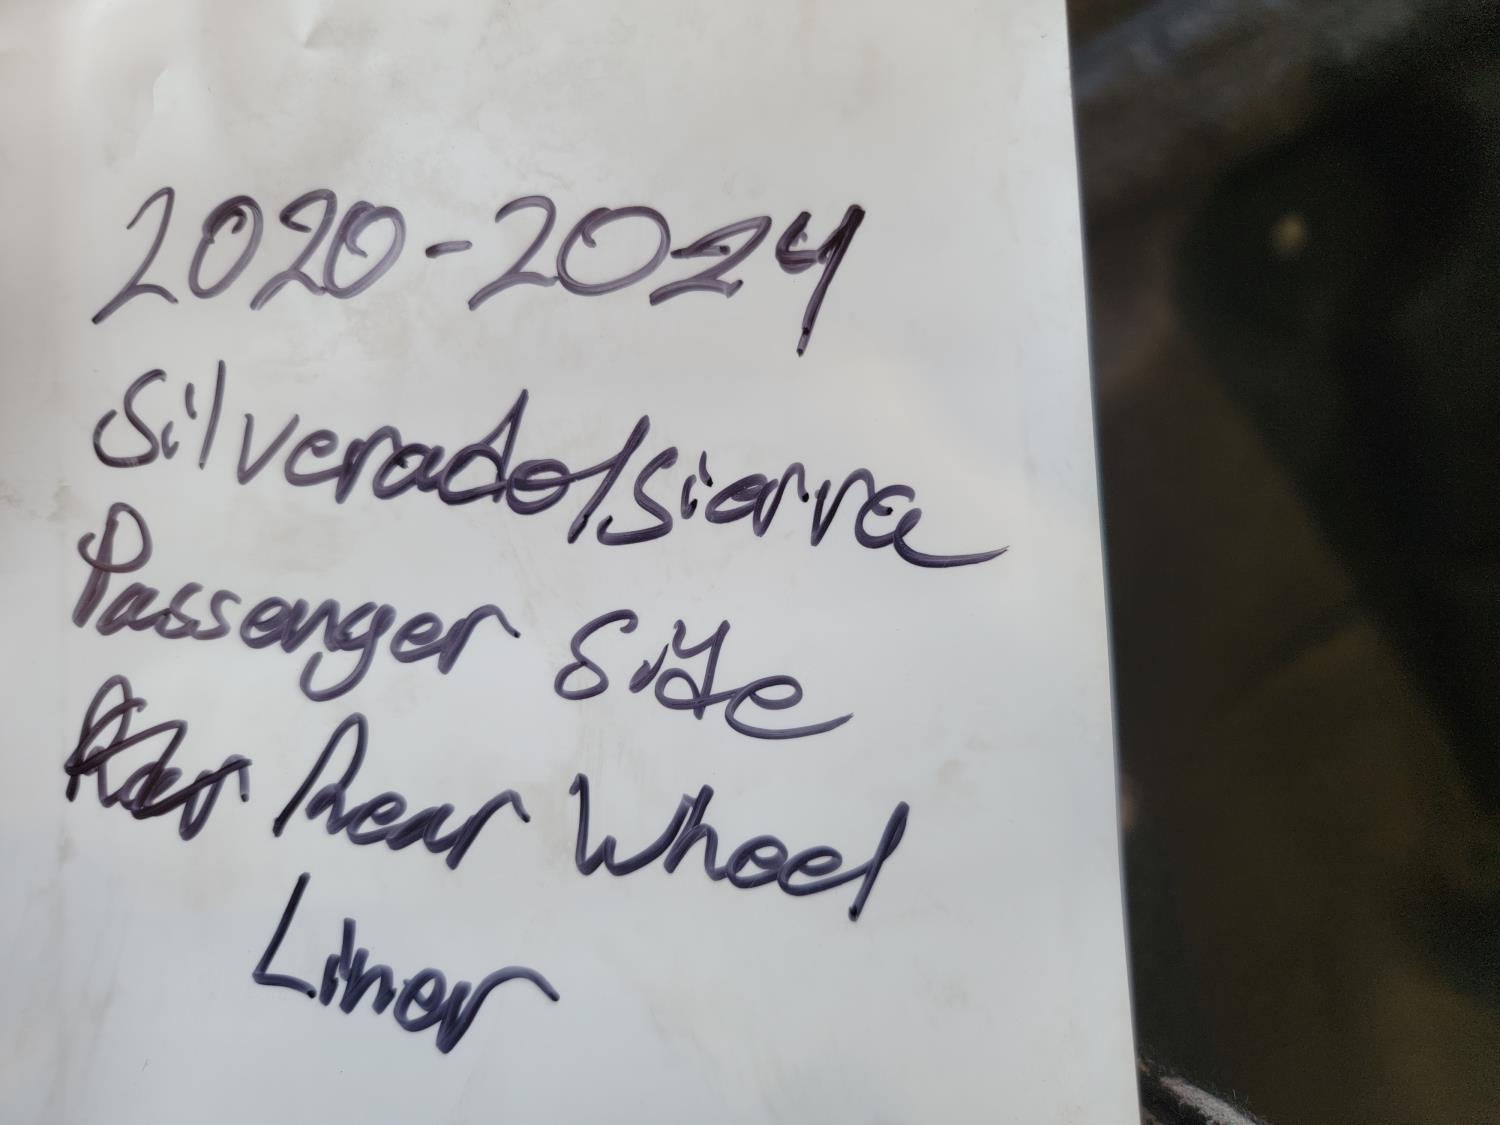 2020-2024
Silverado/Sierra
Passenger Side
Rear Wheel
Liner